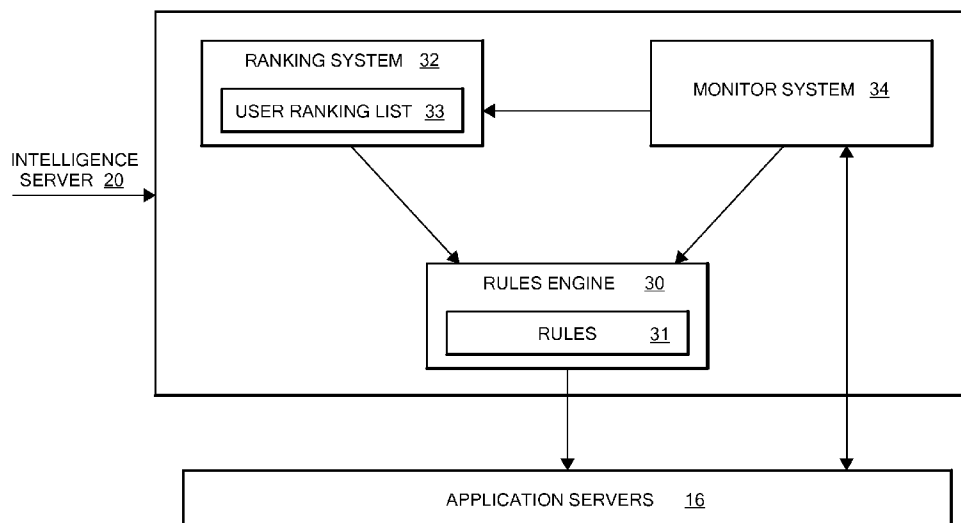 RANKING SYSTEM 32
USER RANKING LIST 33
MONITOR SYSTEM 34
INTELLIGENCE
SERVER 20
RULES ENGINE 30
RULES 31
APPLICATION SERVERS 16